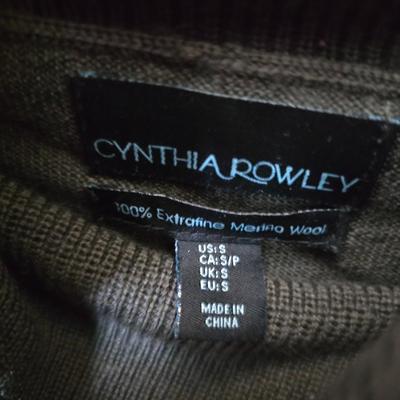 CYNTHIA ROWLEY
100% Extrafine Merino Wool
US: S
CA: S/P
UK: S
EU: S
MADE IN
CHINA